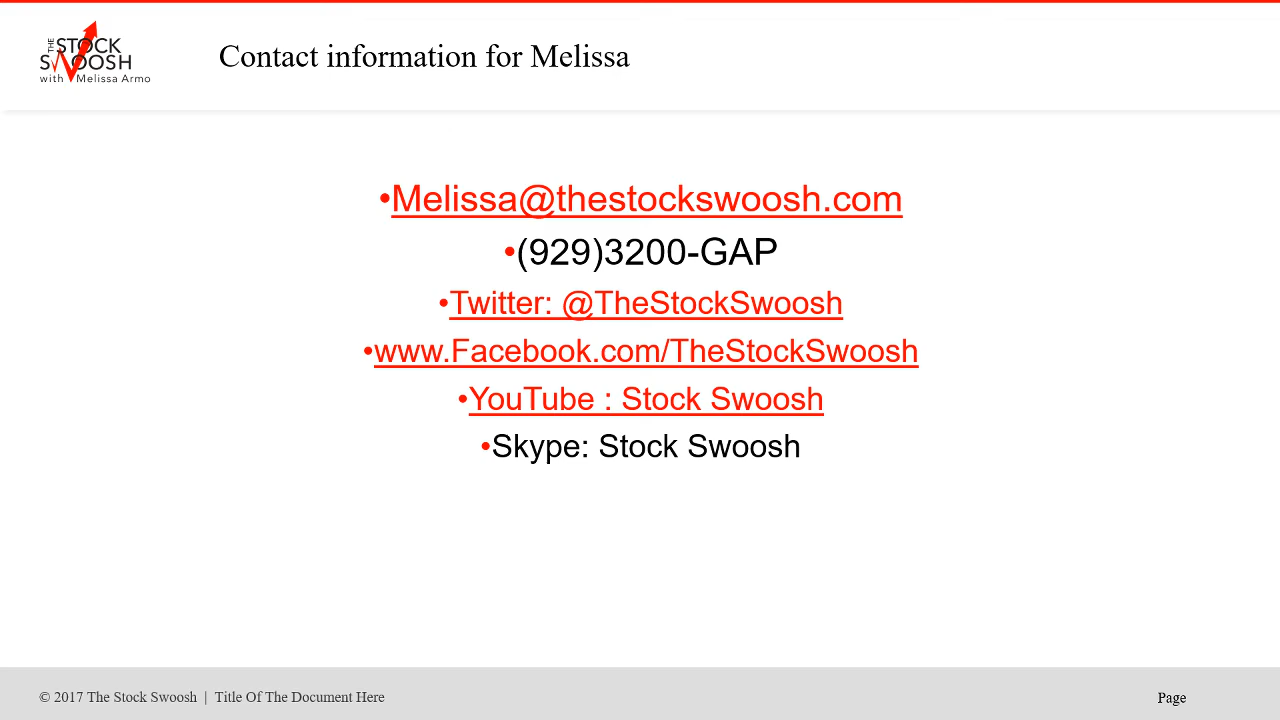 THE STOCK
SWOOSH
with Melissa Armo
Contact information for Melissa
•Melissa@thestockswoosh.com
•(929)3200-GAP
•Twitter: @TheStockSwoosh
•www.Facebook.com/TheStockSwoosh
•YouTube : Stock Swoosh
•Skype: Stock Swoosh
© 2017 The Stock Swoosh | Title Of The Document Here
Page